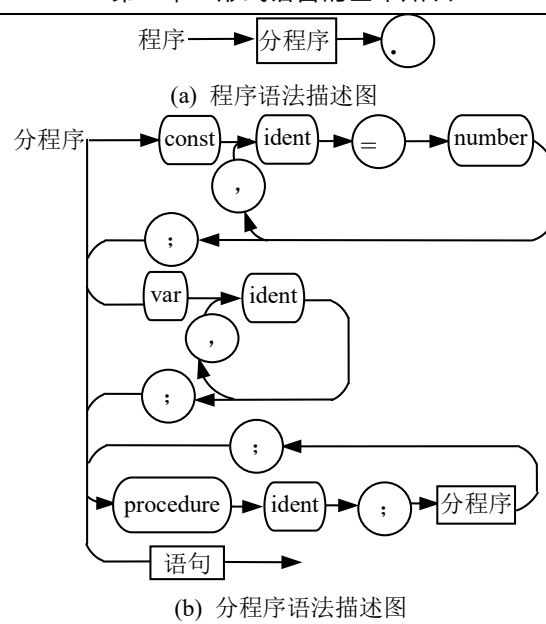 程序 分程序 .
(a) 程序语法描述图
分程序 const ident = number
,
;
var ident
,
;
;
procedure ident ; 分程序
语句
(b) 分程序语法描述图